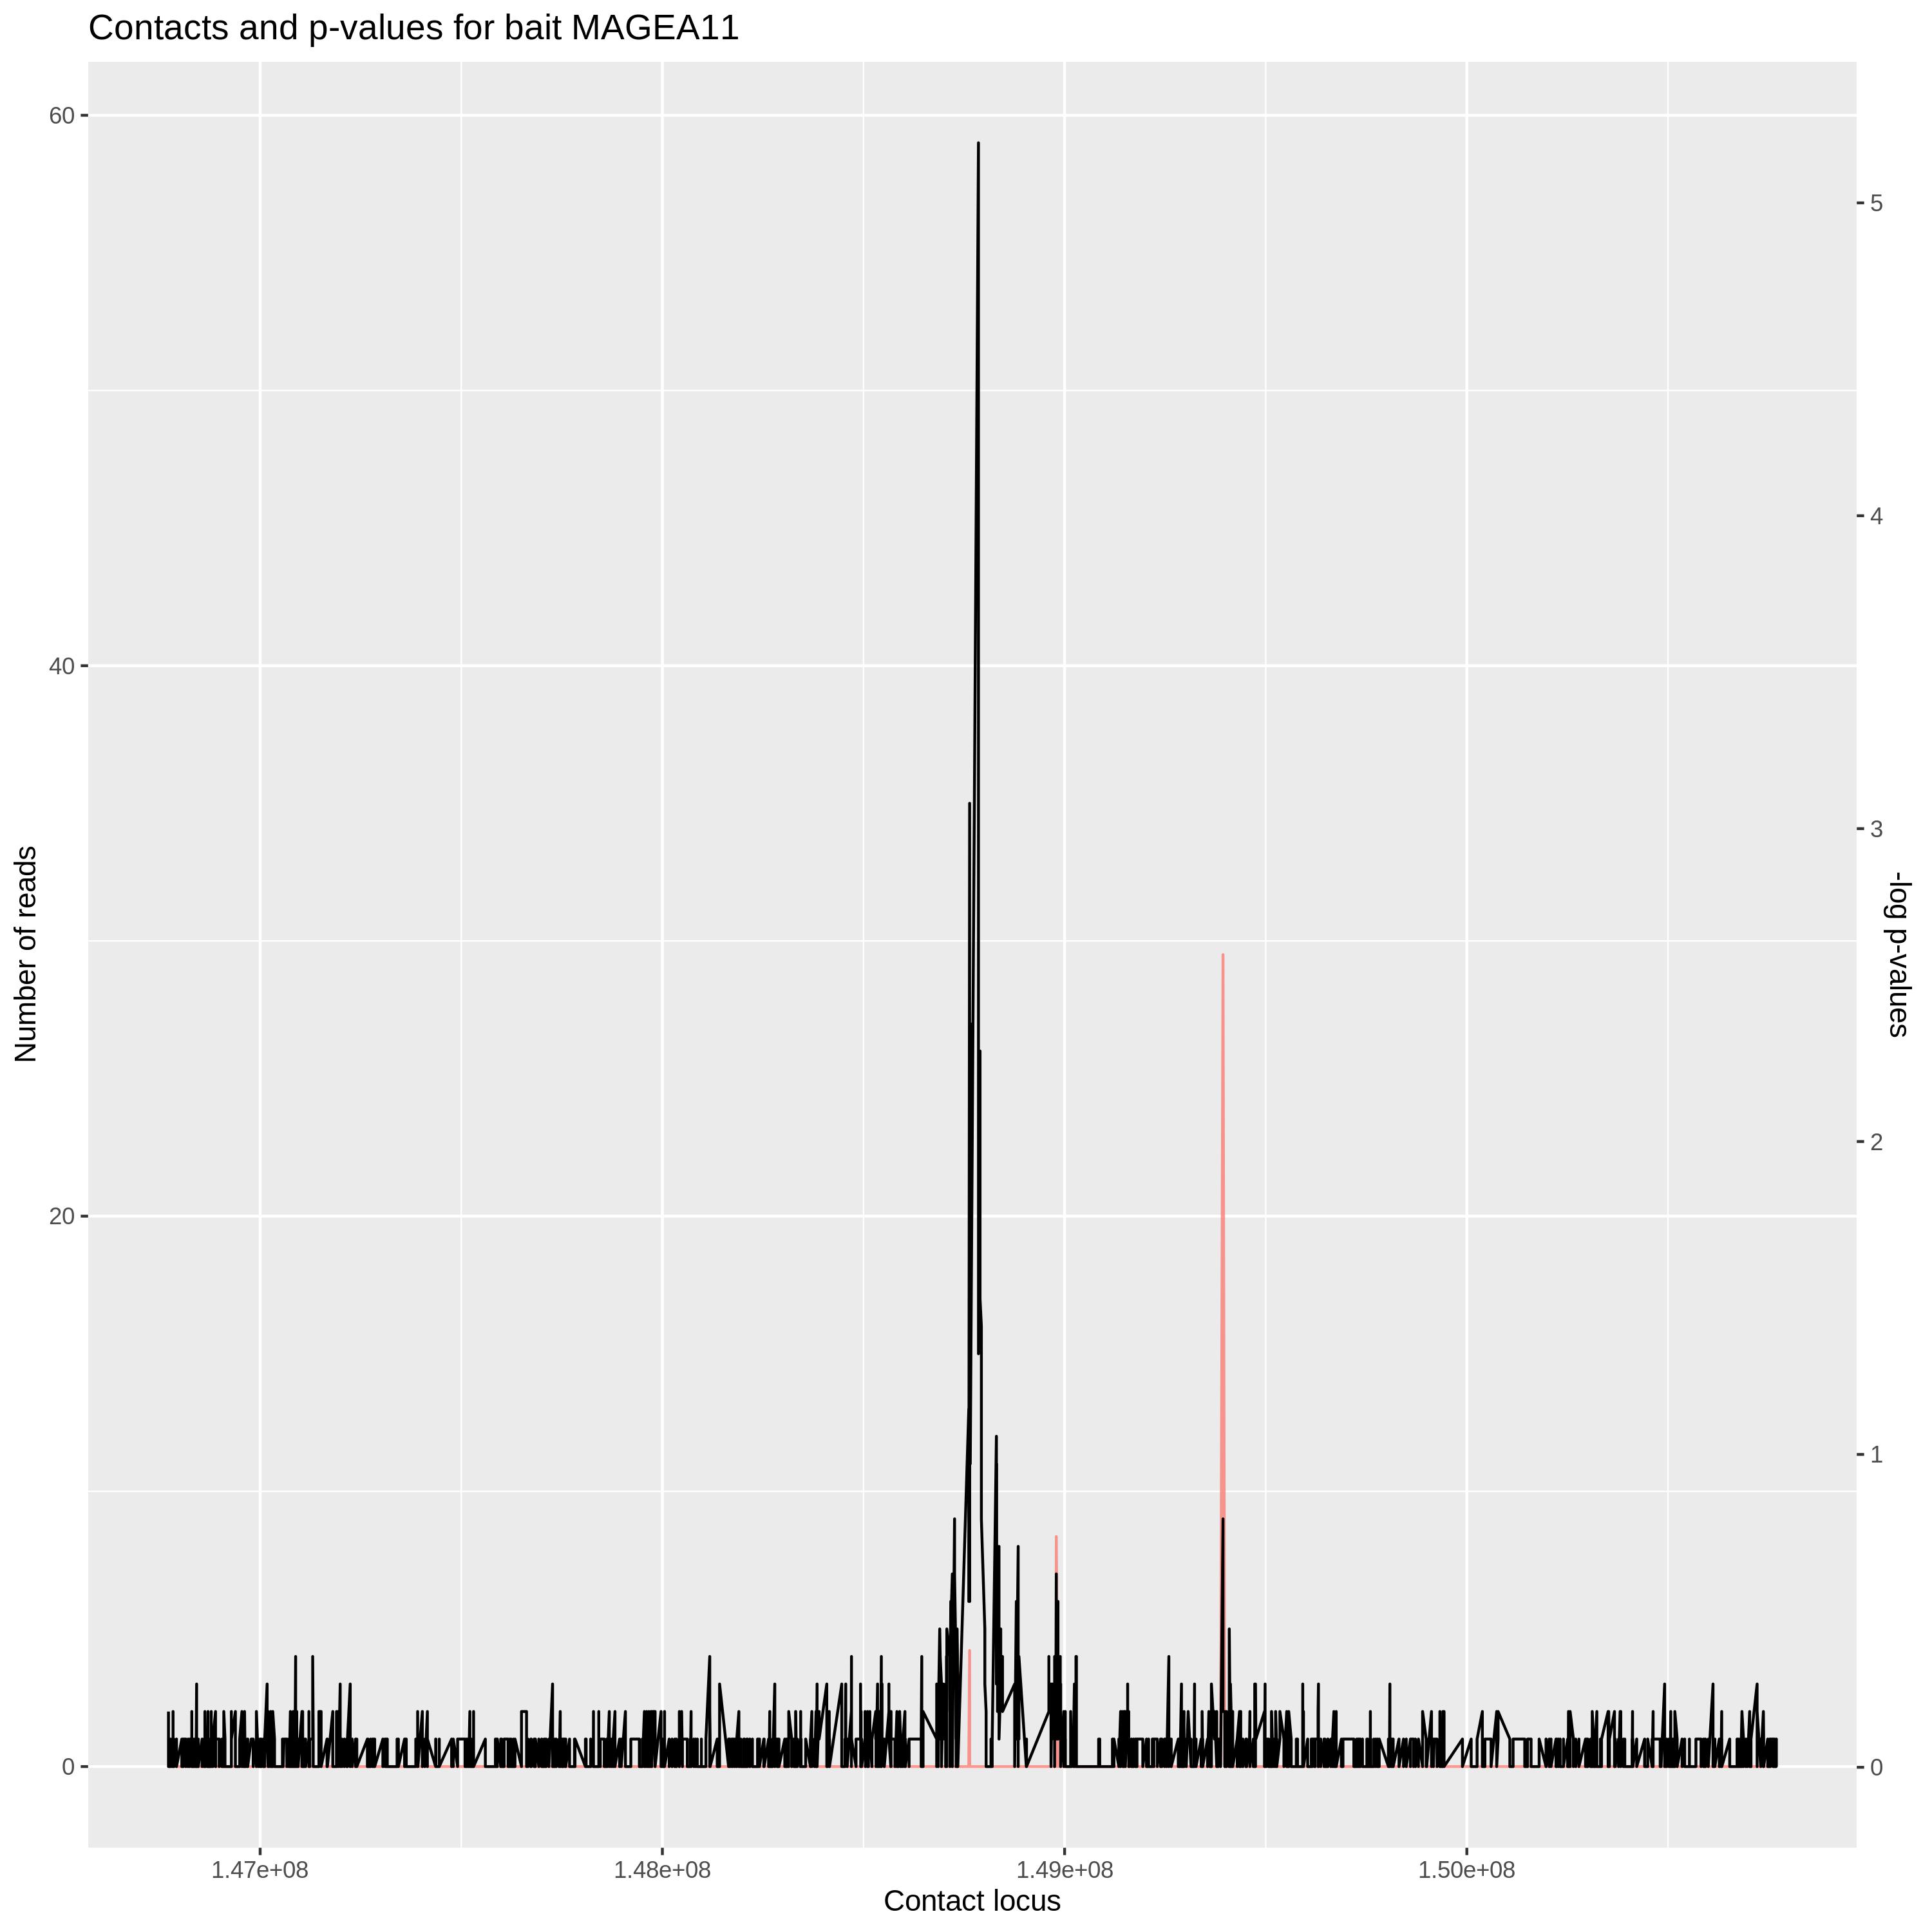 Contacts and p-values for bait MAGEA11
60
40
20
0
Number of reads
5
4
3
2
1
0
-log p-values
1.47e+08
1.48e+08
1.49e+08
1.50e+08
Contact locus